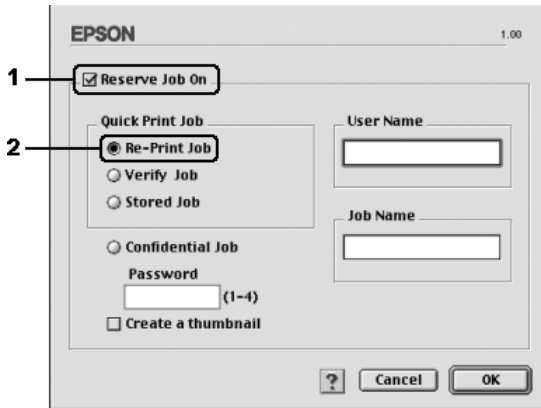 EPSON
1.00
1
Reserve Job On
Quick Print Job
2
Re-Print Job
Verify Job
Stored Job
User Name
Job Name
Confidential Job
Password
(1-4)
Create a thumbnail
?
Cancel
OK